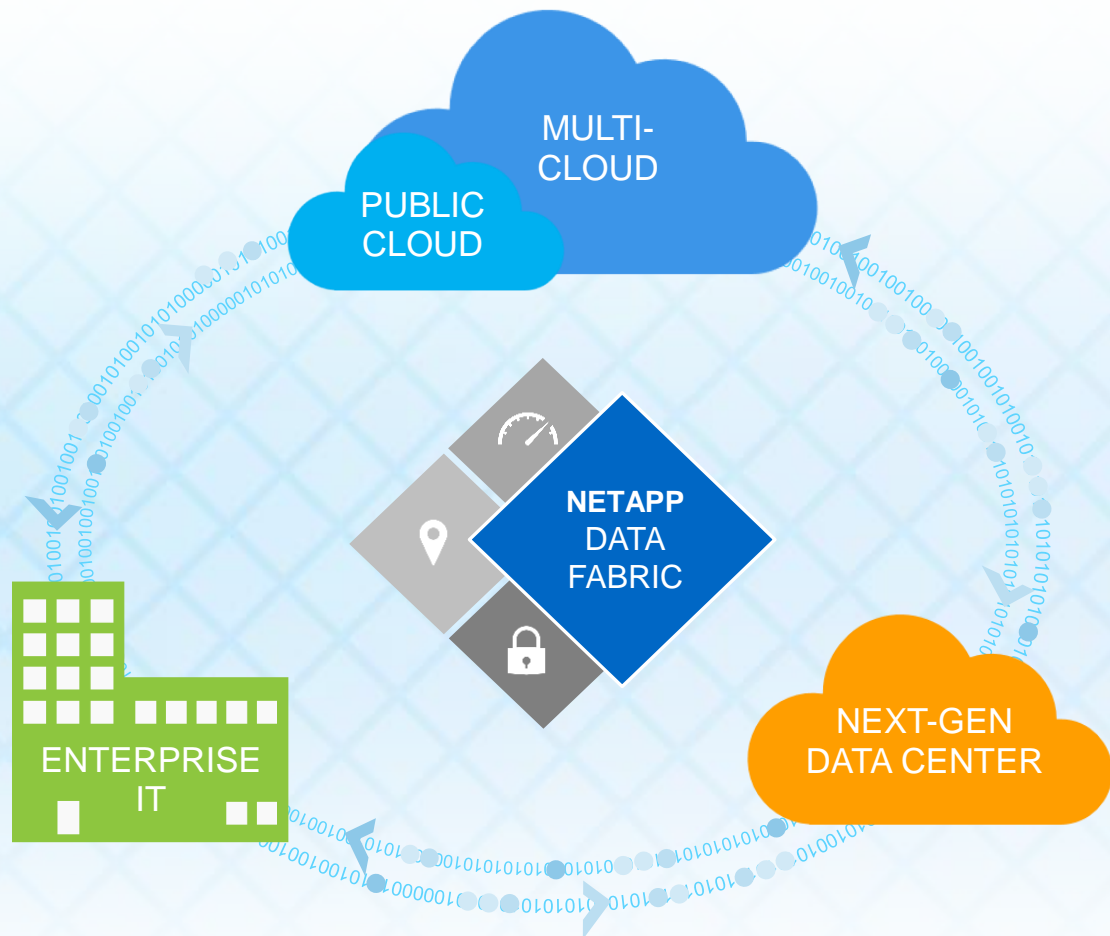 MULTI-
CLOUD
PUBLIC
CLOUD
NETAPP
DATA
FABRIC
NEXT-GEN
DATA CENTER
ENTERPRISE
IT